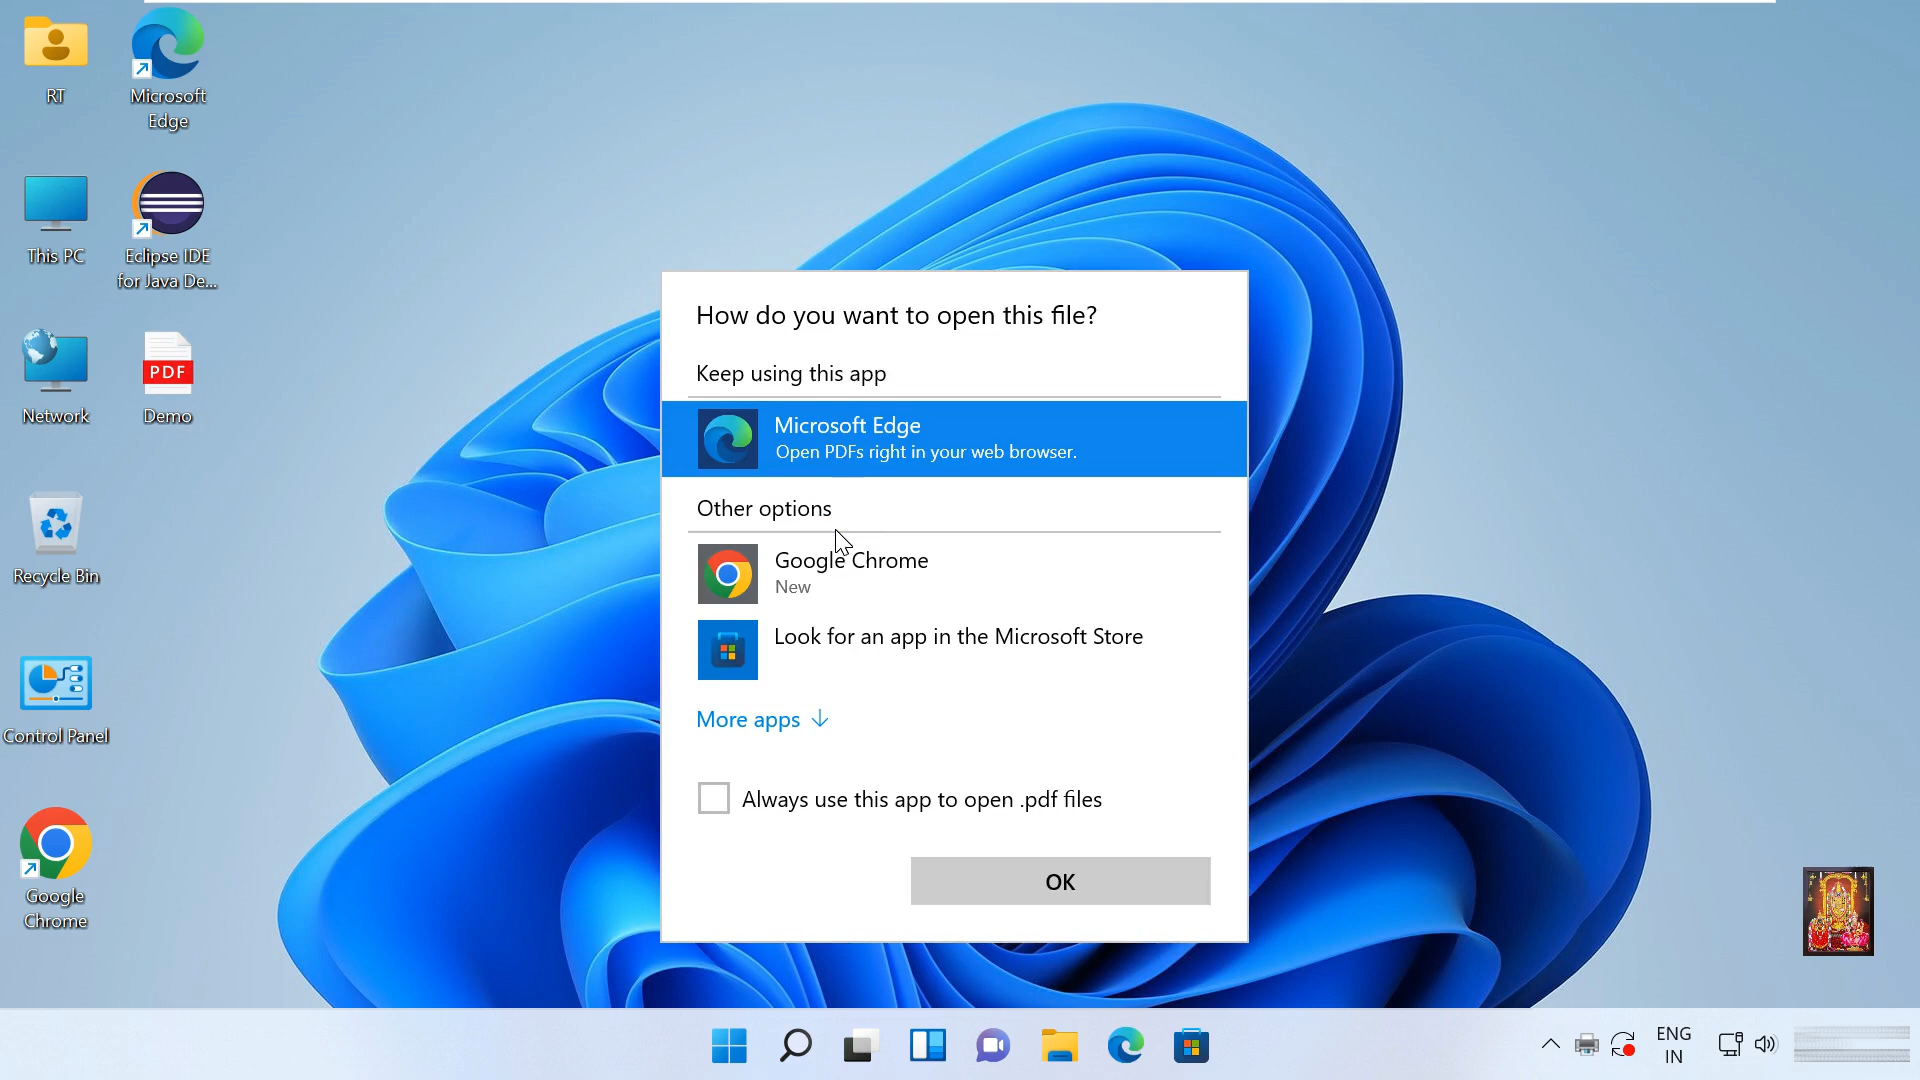 RT
Microsoft
Edge
This PC
Eclipse IDE
for Java De...
Network
PDF
Demo
Recycle Bin
Control Panel
Google
Chrome
How do you want to open this file?
Keep using this app
Microsoft Edge
Open PDFs right in your web browser.
Other options
Google Chrome
New
Look for an app in the Microsoft Store
More apps
Always use this app to open .pdf files
OK
ENG
IN